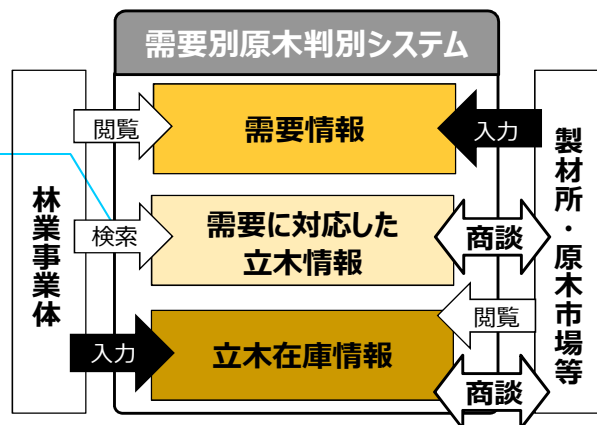 需要別原木判別システム
林業事業体
閲覧
需要情報
入力
検索
需要に対応した
立木情報
商談
閲覧
入力
立木在庫情報
商談
製材所・原木市場等